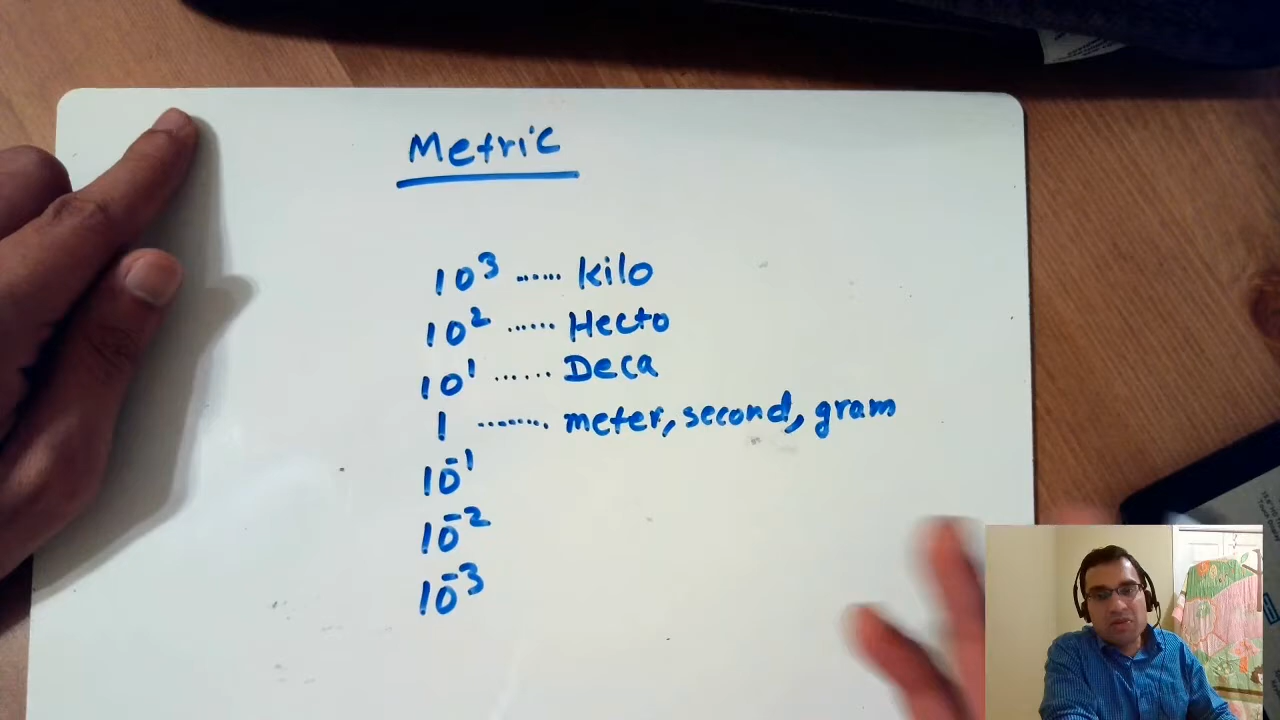 Metric
10³ ...... kilo
10² ...... Hecto
10¹ ...... Deca
1 ........ meter, second, gram
10⁻¹
10⁻²
10⁻³